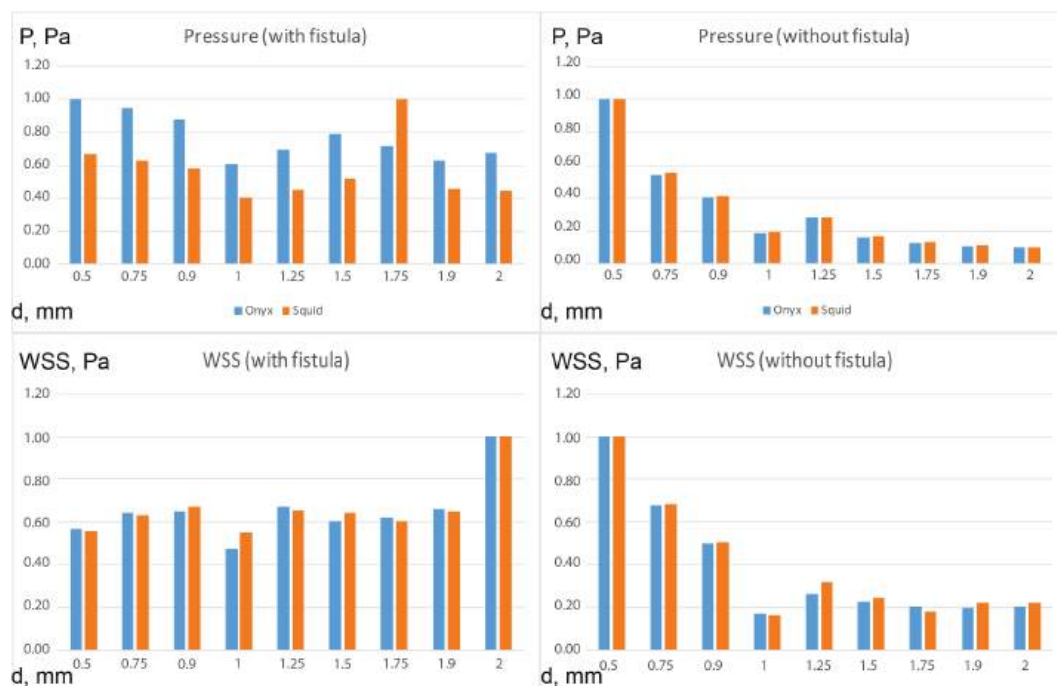 P, Pa
Pressure (with fistula)
1.20
1.00
0.80
0.60
0.40
0.20
0.00
0.5 0.75 0.9 1 1.25 1.5 1.75 1.9 2
d, mm
Onyx Squid
P, Pa
Pressure (without fistula)
1.20
1.00
0.80
0.60
0.40
0.20
0.00
0.5 0.75 0.9 1 1.25 1.5 1.75 1.9 2
d, mm
Onyx Squid
WSS, Pa
WSS (with fistula)
1.20
1.00
0.80
0.60
0.40
0.20
0.00
0.5 0.75 0.9 1 1.25 1.5 1.75 1.9 2
d, mm
WSS, Pa
WSS (without fistula)
1.20
1.00
0.80
0.60
0.40
0.20
0.00
0.5 0.75 0.9 1 1.25 1.5 1.75 1.9 2
d, mm